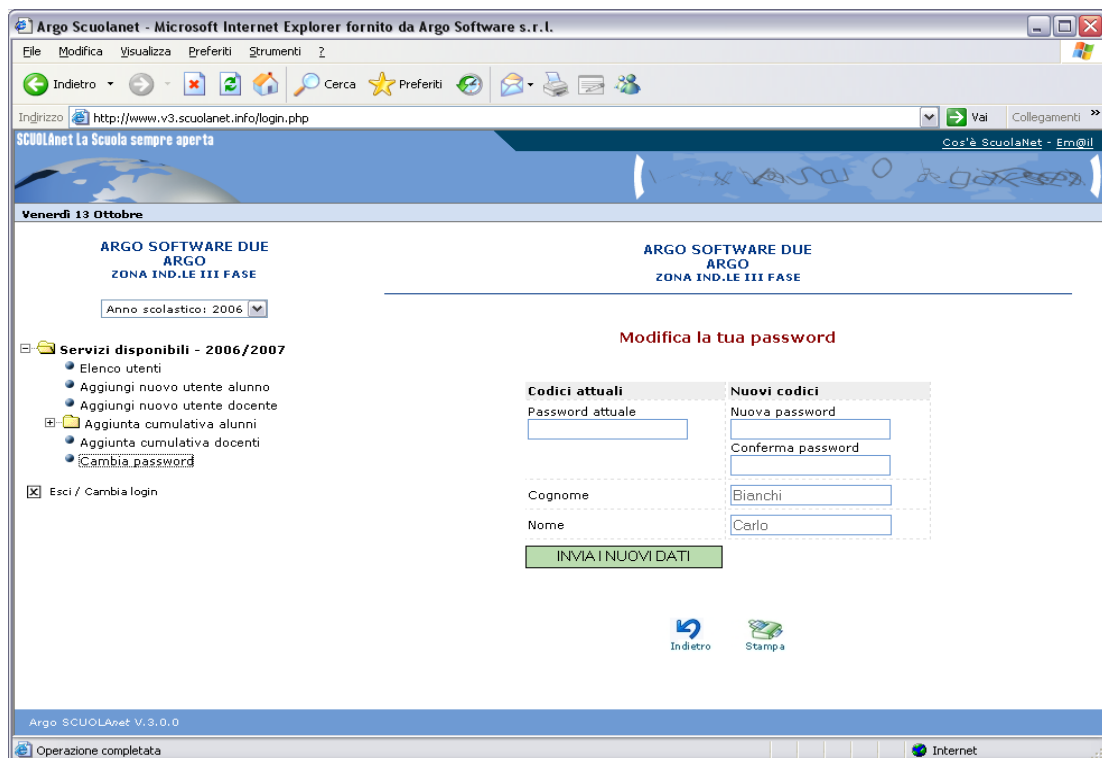 Argo Scuolanet - Microsoft Internet Explorer fornito da Argo Software s.r.l.
File Modifica Visualizza Preferiti Strumenti ?
Indietro Cerca Preferiti
Indirizzo http://www.v3.scuolanet.info/login.php Vai Collegamenti »
SCUOLAnet La Scuola sempre aperta
Cos'è ScuolaNet - Em@il
Venerdì 13 Ottobre
ARGO SOFTWARE DUE
ARGO
ZONA IND.LE III FASE
Anno scolastico: 2006
Servizi disponibili - 2006/2007
Elenco utenti
Aggiungi nuovo utente alunno
Aggiungi nuovo utente docente
Aggiunta cumulativa alunni
Aggiunta cumulativa docenti
Cambia password
Esci / Cambia login
ARGO SOFTWARE DUE
ARGO
ZONA IND.LE III FASE
Modifica la tua password
Codici attuali Nuovi codici
Password attuale Nuova password
Conferma password
Cognome Bianchi
Nome Carlo
INVIA I NUOVI DATI
Indietro Stampa
Argo SCUOLAnet V.3.0.0
Operazione completata Internet